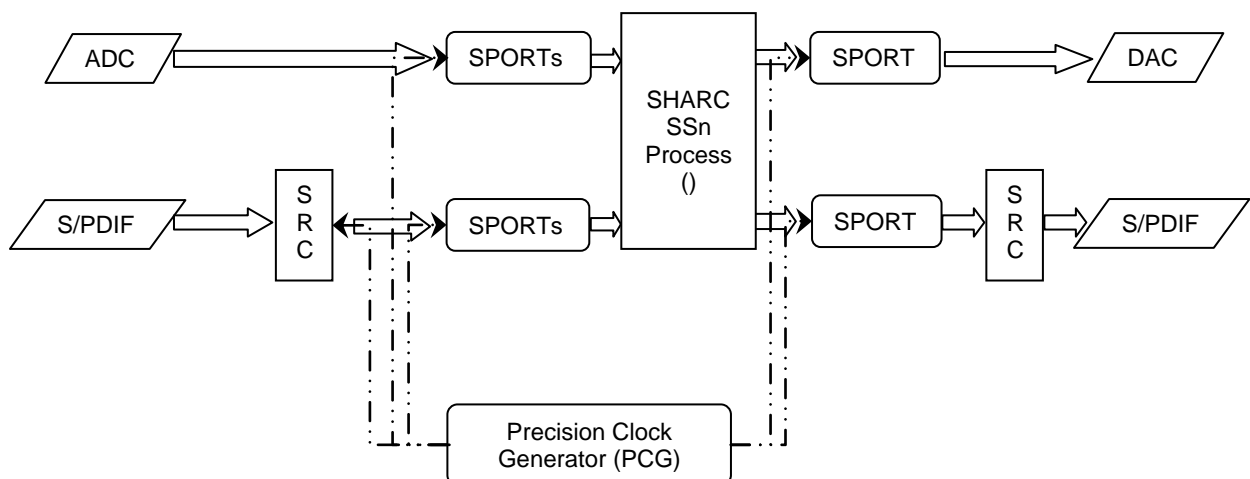 ADC
SPORTs
SHARC
SSn
Process
()
SPORT
DAC
S/PDIF
S
R
C
SPORTs
SPORT
S
R
C
S/PDIF
Precision Clock
Generator (PCG)